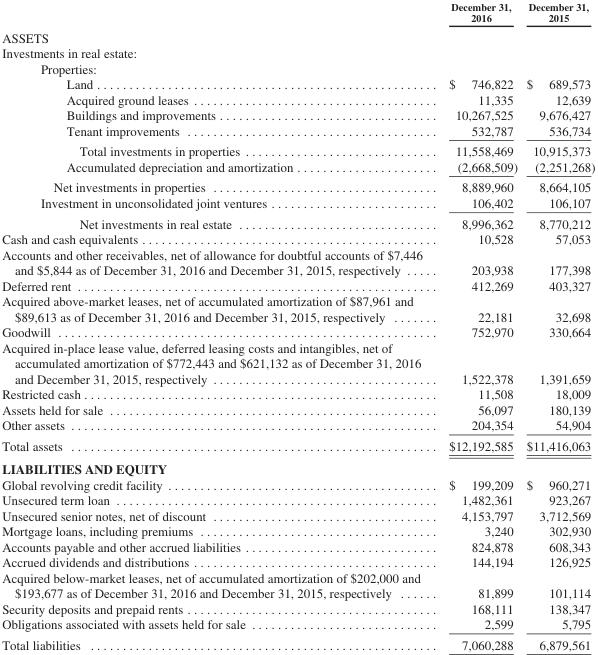 December 31, 2016 December 31, 2015
ASSETS
Investments in real estate:
Properties:
Land $ 746,822 $ 689,573
Acquired ground leases 11,335 12,639
Buildings and improvements 10,267,525 9,676,427
Tenant improvements 532,787 536,734
Total investments in properties 11,558,469 10,915,373
Accumulated depreciation and amortization (2,668,509) (2,251,268)
Net investments in properties 8,889,960 8,664,105
Investment in unconsolidated joint ventures 106,402 106,107
Net investments in real estate 8,996,362 8,770,212
Cash and cash equivalents 10,528 57,053
Accounts and other receivables, net of allowance for doubtful accounts of $7,446
and $5,844 as of December 31, 2016 and December 31, 2015, respectively 203,938 177,398
Deferred rent 412,269 403,327
Acquired above-market leases, net of accumulated amortization of $87,961 and
$89,613 as of December 31, 2016 and December 31, 2015, respectively 22,181 32,698
Goodwill 752,970 330,664
Acquired in-place lease value, deferred leasing costs and intangibles, net of
accumulated amortization of $772,443 and $621,132 as of December 31, 2016
and December 31, 2015, respectively 1,522,378 1,391,659
Restricted cash 11,508 18,009
Assets held for sale 56,097 180,139
Other assets 204,354 54,904
Total assets $12,192,585 $11,416,063
LIABILITIES AND EQUITY
Global revolving credit facility $ 199,209 $ 960,271
Unsecured term loan 1,482,361 923,267
Unsecured senior notes, net of discount 4,153,797 3,712,569
Mortgage loans, including premiums 3,240 302,930
Accounts payable and other accrued liabilities 824,878 608,343
Accrued dividends and distributions 144,194 126,925
Acquired below-market leases, net of accumulated amortization of $202,000 and
$193,677 as of December 31, 2016 and December 31, 2015, respectively 81,899 101,114
Security deposits and prepaid rents 168,111 138,347
Obligations associated with assets held for sale 2,599 5,795
Total liabilities 7,060,288 6,879,561